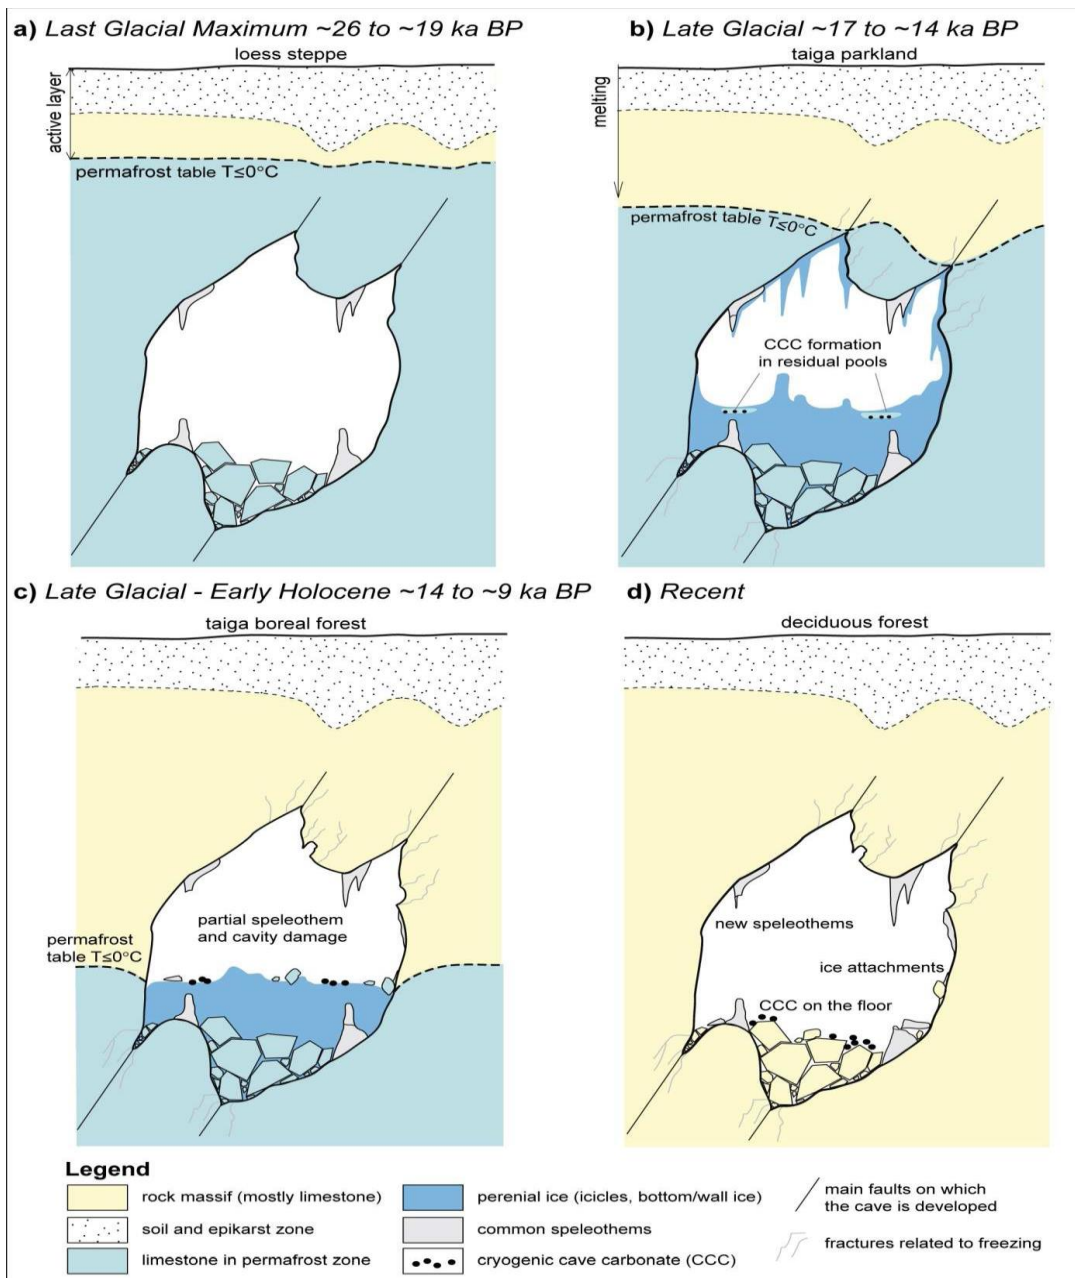 a) Last Glacial Maximum ~26 to ~19 ka BP
loess steppe
active layer
permafrost table T≤0°C
b) Late Glacial ~17 to ~14 ka BP
taiga parkland
melting
permafrost table T≤0°C
CCC formation
in residual pools
c) Late Glacial - Early Holocene ~14 to ~9 ka BP
taiga boreal forest
partial speleothem
and cavity damage
permafrost
table T≤0°C
d) Recent
deciduous forest
new speleothems
ice attachments
CCC on the floor
Legend
rock massif (mostly limestone)
soil and epikarst zone
limestone in permafrost zone
perenial ice (icicles, bottom/wall ice)
common speleothems
cryogenic cave carbonate (CCC)
main faults on which
the cave is developed
fractures related to freezing